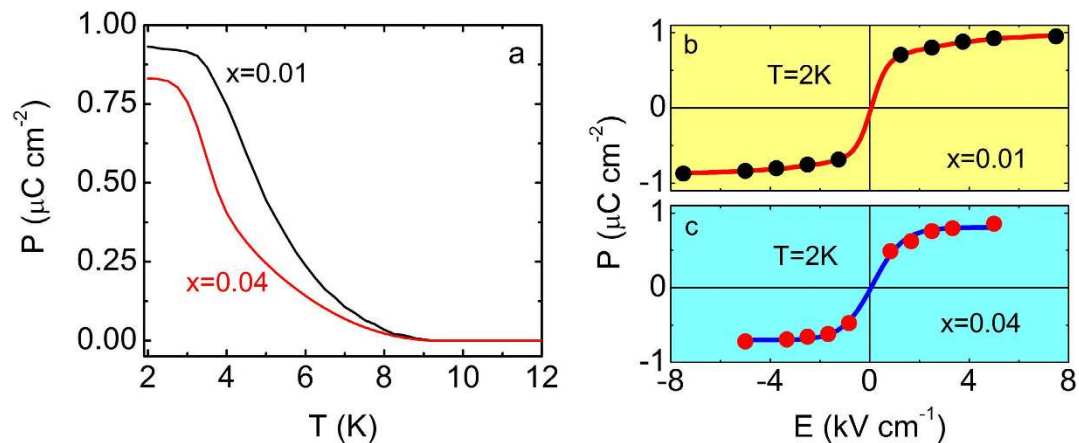 a
1.00
0.75
0.50
0.25
0.00
P (μC cm⁻²)
x=0.01
x=0.04
2 4 6 8 10 12
T (K)
b
1
0
-1
T=2K
x=0.01
P (μC cm⁻²)
c
1
0
-1
T=2K
x=0.04
-8 -4 0 4 8
E (kV cm⁻¹)